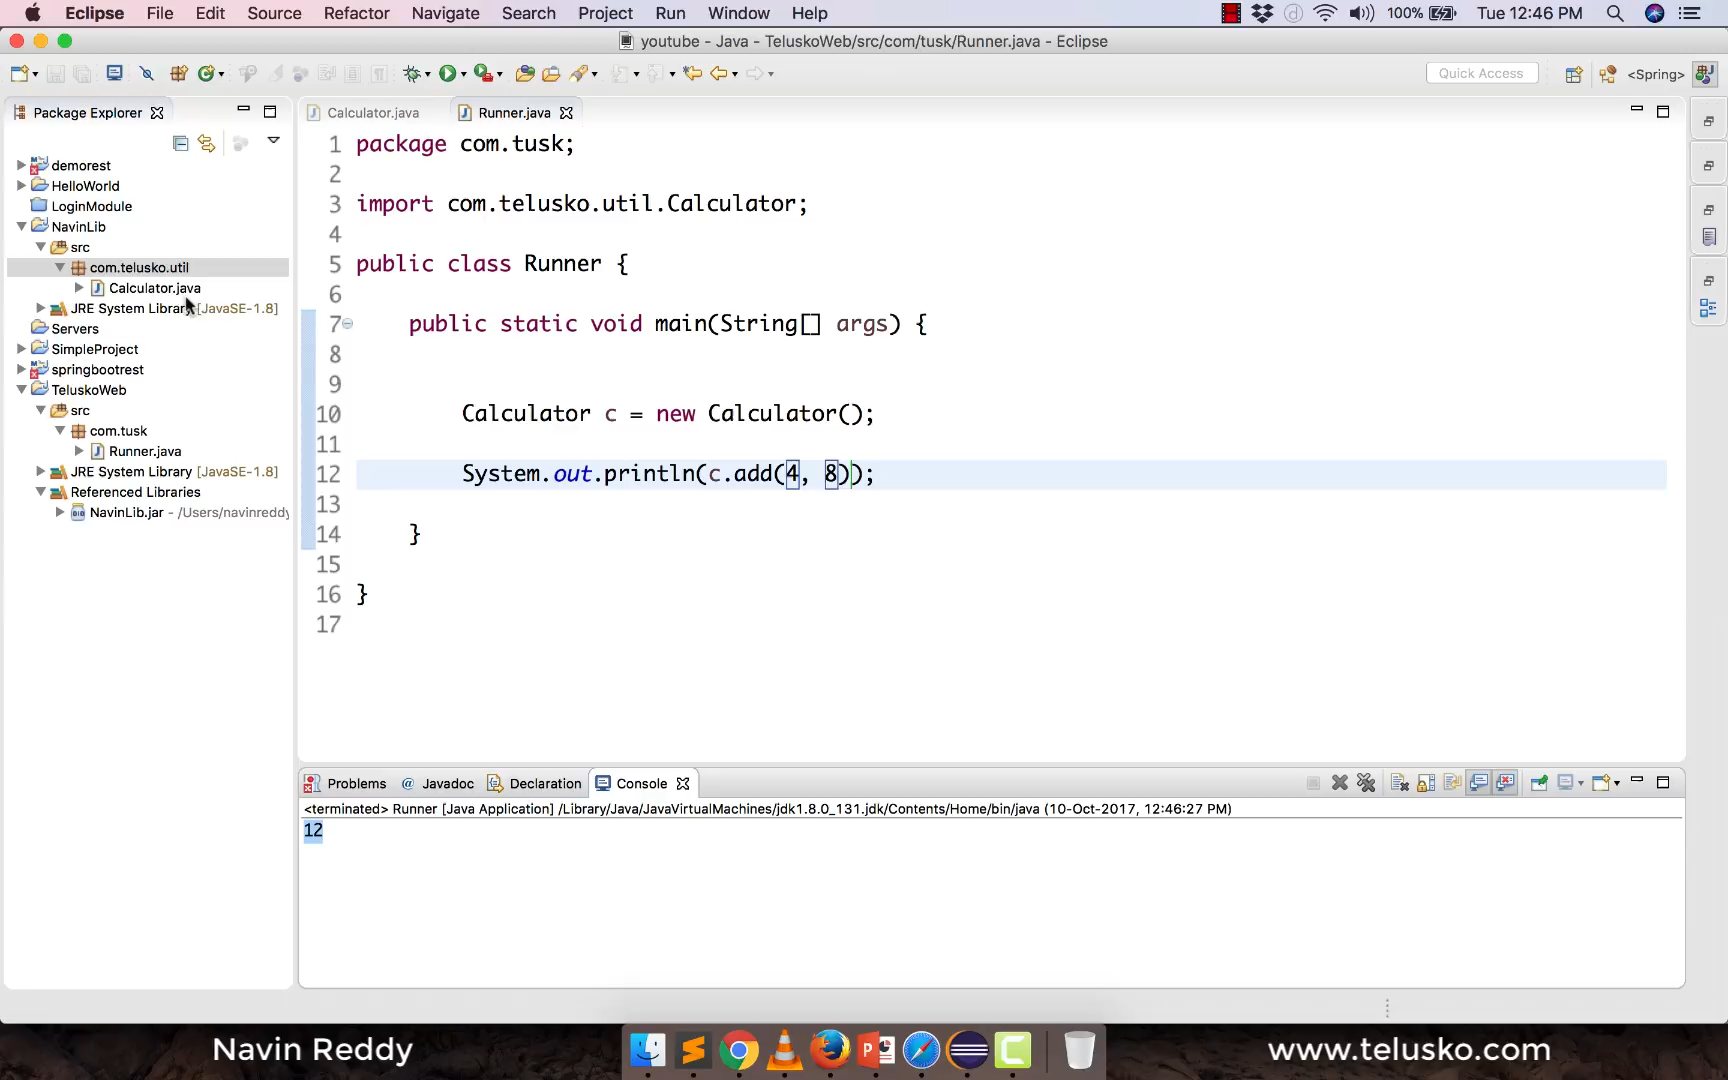 Eclipse File Edit Source Refactor Navigate Search Project Run Window Help 100% Tue 12:46 PM
youtube - Java - TeluskoWeb/src/com/tusk/Runner.java - Eclipse
Quick Access <Spring>
Package Explorer
demorest
HelloWorld
LoginModule
NavinLib
src
com.telusko.util
Calculator.java
JRE System Library [JavaSE-1.8]
Servers
SimpleProject
springbootrest
TeluskoWeb
src
com.tusk
Runner.java
JRE System Library [JavaSE-1.8]
Referenced Libraries
NavinLib.jar - /Users/navinreddy
Calculator.java Runner.java
1 package com.tusk;
2
3 import com.telusko.util.Calculator;
4
5 public class Runner {
6
7 public static void main(String[] args) {
8
9
10 Calculator c = new Calculator();
11
12 System.out.println(c.add(4, 8));
13
14 }
15
16 }
17
Problems @ Javadoc Declaration Console
<terminated> Runner [Java Application] /Library/Java/JavaVirtualMachines/jdk1.8.0_131.jdk/Contents/Home/bin/java (10-Oct-2017, 12:46:27 PM)
12
Navin Reddy
www.telusko.com